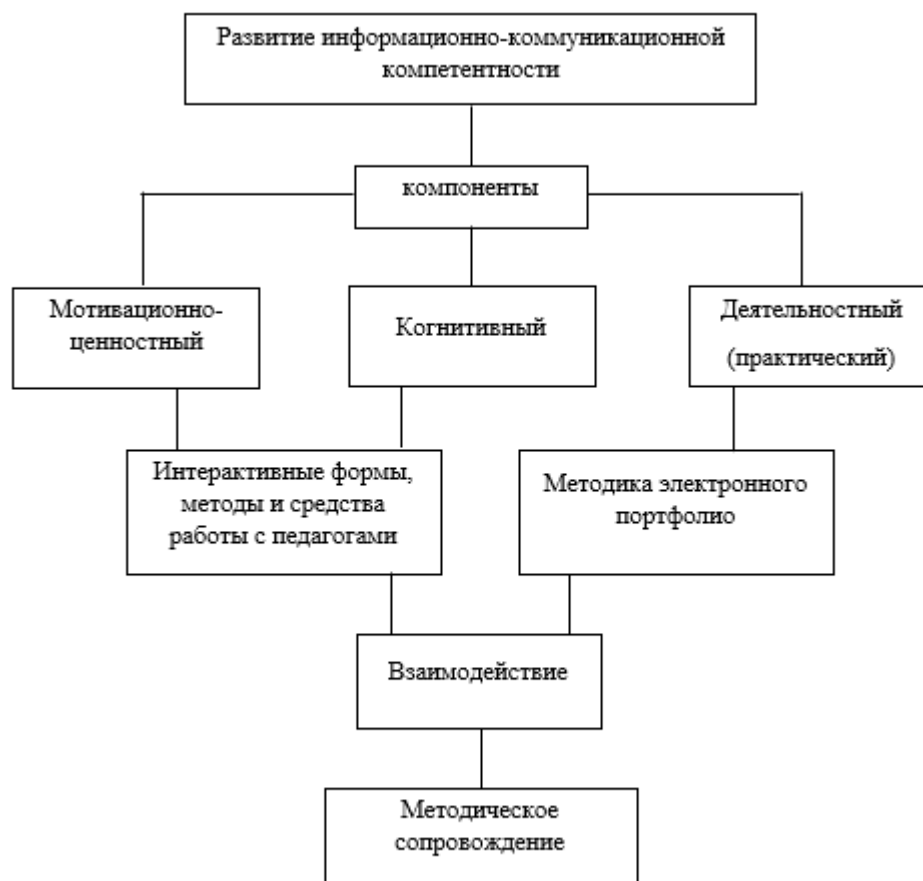 Развитие информационно-коммуникационной
компетентности
компоненты
Мотивационно-
ценностный
Когнитивный
Деятельностный
(практический)
Интерактивные формы,
методы и средства
работы с педагогами
Методика электронного
портфолио
Взаимодействие
Методическое
сопровождение